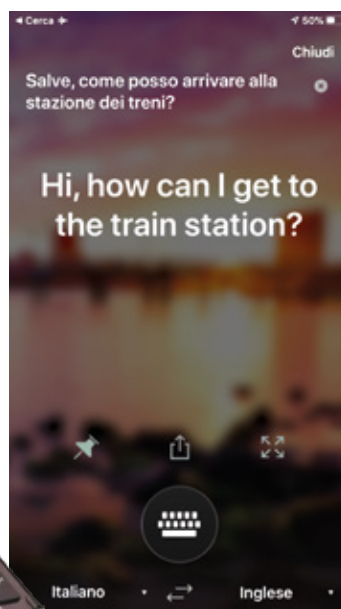 Cerca
50%
Chiudi
Salve, come posso arrivare alla
stazione dei treni?
Hi, how can I get to
the train station?
Italiano
Inglese